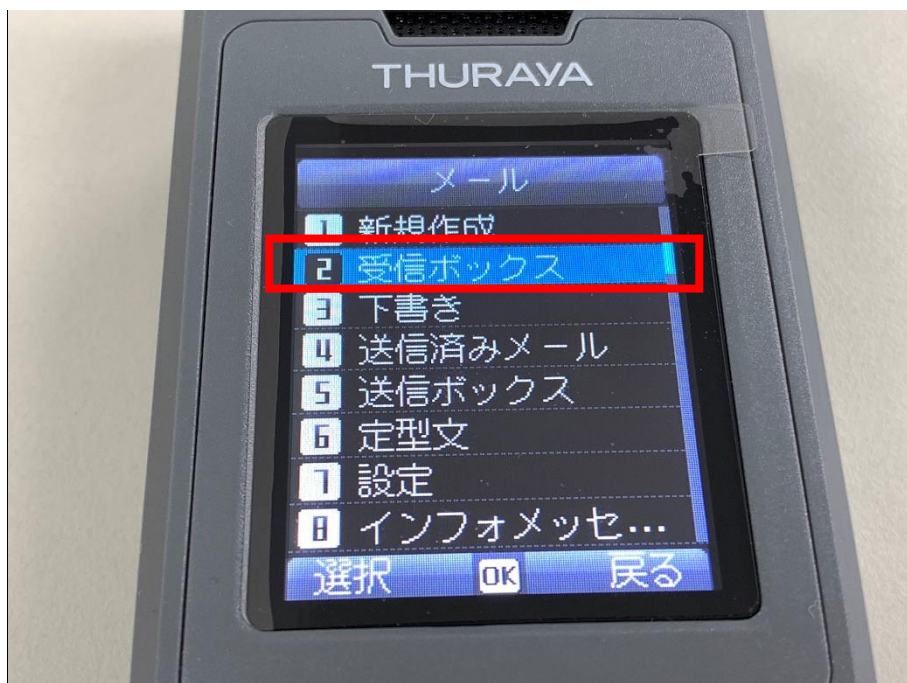 THURAYA
メール
1 新規作成
2 受信ボックス
3 下書き
4 送信済みメール
5 送信ボックス
6 定型文
7 設定
8 インフォメッセ...
選択 OK 戻る